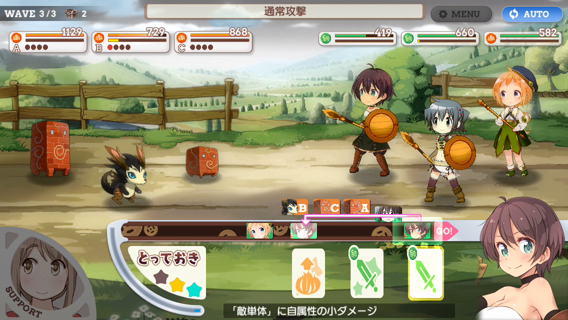 WAVE 3/3 2
通常攻撃
MENU
AUTO
1129 729 868 419 660 582
A B C
B C A
GO!
とっておき
SUPPORT
「敵単体」に自属性の小ダメージ